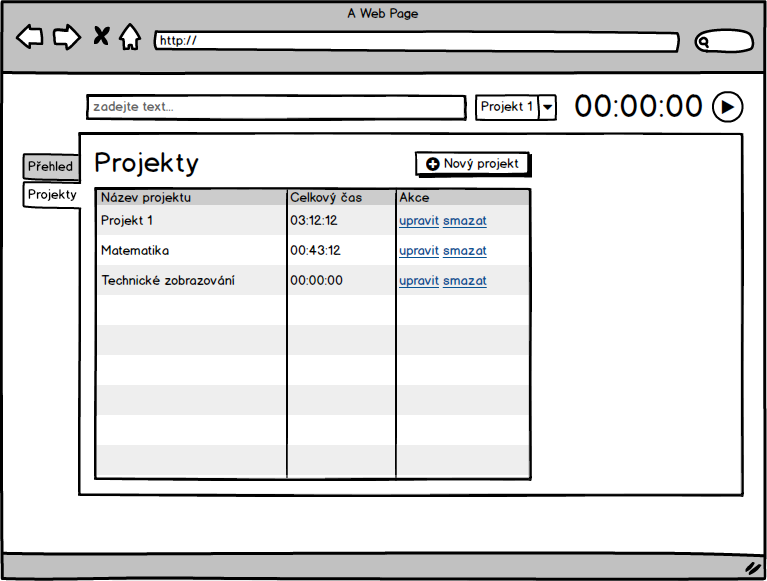 A Web Page
http://
zadejte text... Projekt 1 00:00:00
Přehled
Projekty
Projekty Nový projekt
Název projektu Celkový čas Akce
Projekt 1 03:12:12 upravit smazat
Matematika 00:43:12 upravit smazat
Technické zobrazování 00:00:00 upravit smazat